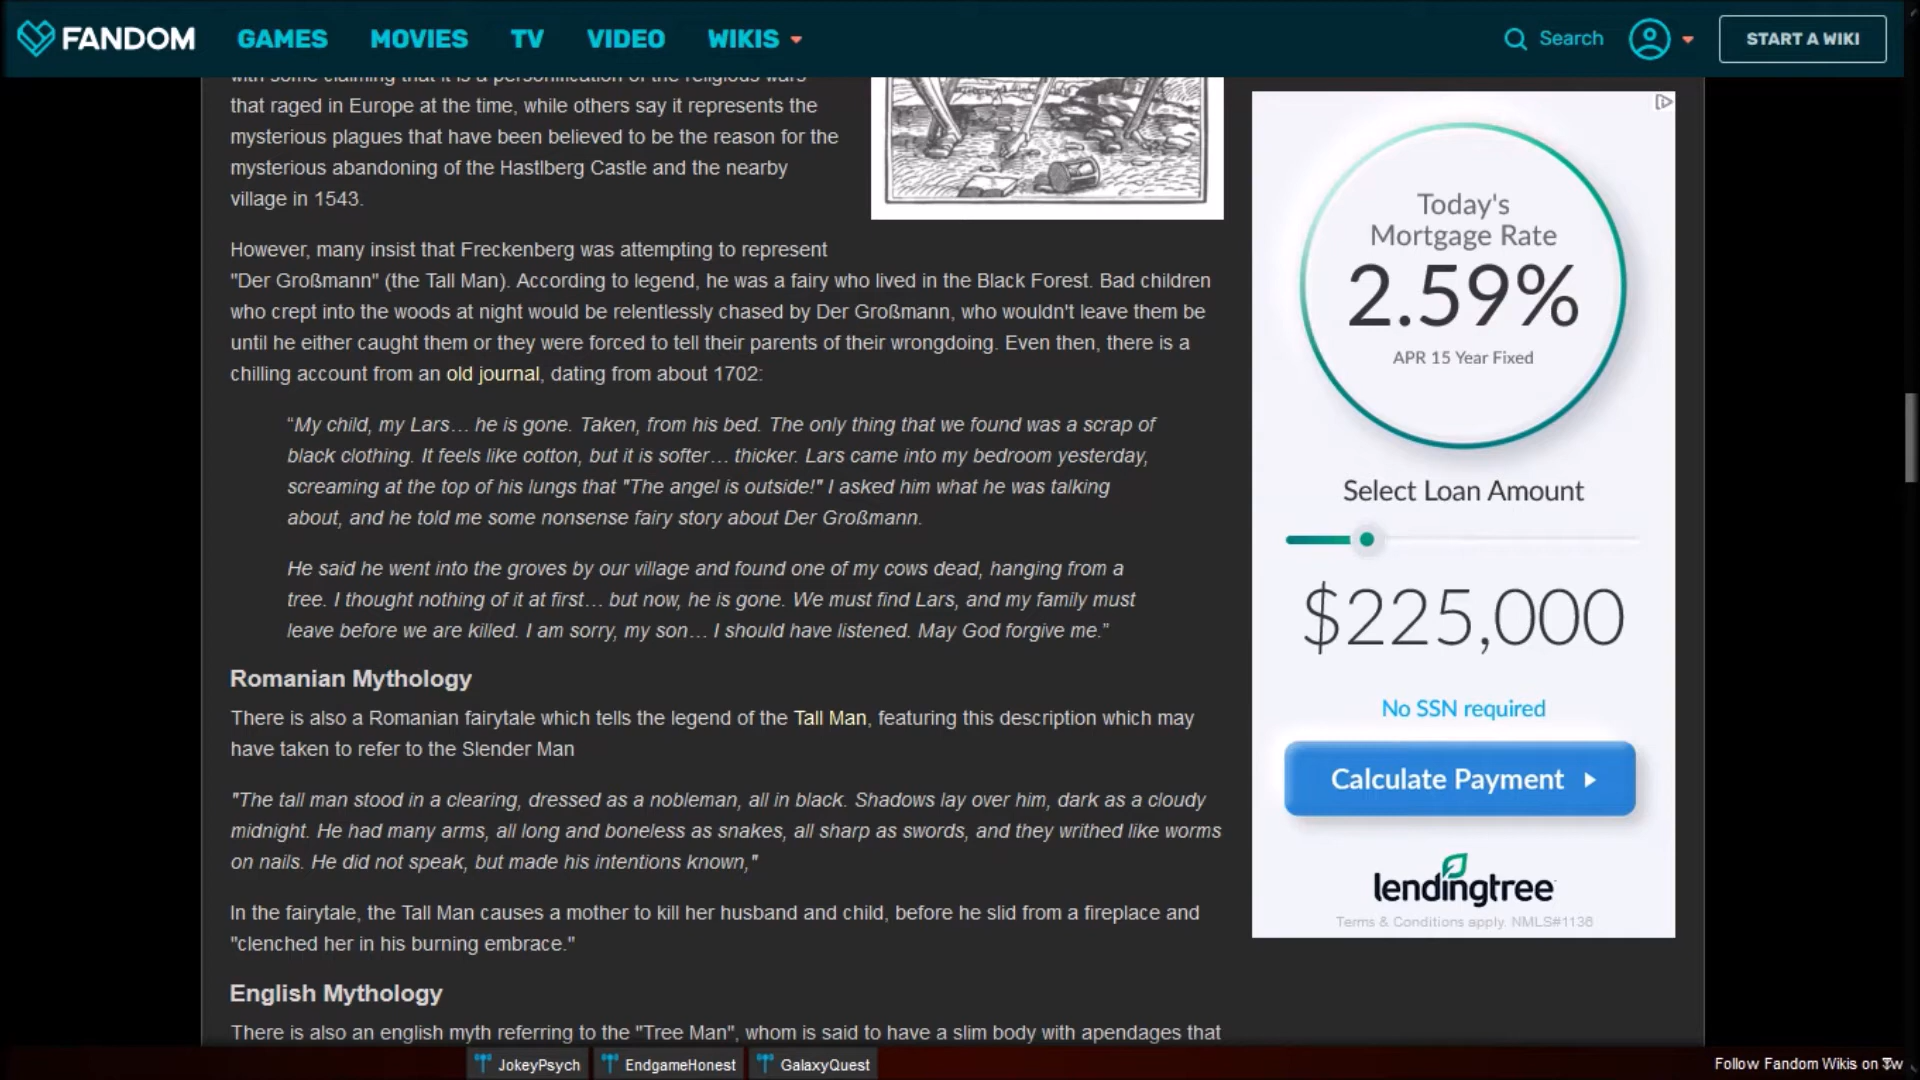 FANDOM GAMES MOVIES TV VIDEO WIKIS Search START A WIKI
with some claiming that it is a personification of the religious wars
that raged in Europe at the time, while others say it represents the
mysterious plagues that have been believed to be the reason for the
mysterious abandoning of the Hastlberg Castle and the nearby
village in 1543.
However, many insist that Freckenberg was attempting to represent
"Der Großmann" (the Tall Man). According to legend, he was a fairy who lived in the Black Forest. Bad children
who crept into the woods at night would be relentlessly chased by Der Großmann, who wouldn't leave them be
until he either caught them or they were forced to tell their parents of their wrongdoing. Even then, there is a
chilling account from an old journal, dating from about 1702:
“My child, my Lars… he is gone. Taken, from his bed. The only thing that we found was a scrap of
black clothing. It feels like cotton, but it is softer… thicker. Lars came into my bedroom yesterday,
screaming at the top of his lungs that "The angel is outside!" I asked him what he was talking
about, and he told me some nonsense fairy story about Der Großmann.
He said he went into the groves by our village and found one of my cows dead, hanging from a
tree. I thought nothing of it at first… but now, he is gone. We must find Lars, and my family must
leave before we are killed. I am sorry, my son… I should have listened. May God forgive me.”
Romanian Mythology
There is also a Romanian fairytale which tells the legend of the Tall Man, featuring this description which may
have taken to refer to the Slender Man
"The tall man stood in a clearing, dressed as a nobleman, all in black. Shadows lay over him, dark as a cloudy
midnight. He had many arms, all long and boneless as snakes, all sharp as swords, and they writhed like worms
on nails. He did not speak, but made his intentions known,"
In the fairytale, the Tall Man causes a mother to kill her husband and child, before he slid from a fireplace and
"clenched her in his burning embrace."
English Mythology
There is also an english myth referring to the "Tree Man", whom is said to have a slim body with apendages that
Today's
Mortgage Rate
2.59%
APR 15 Year Fixed
Select Loan Amount
$225,000
No SSN required
Calculate Payment
lendingtree
Terms & Conditions apply. NMLS#1136
JokeyPsych EndgameHonest GalaxyQuest Follow Fandom Wikis on Tw